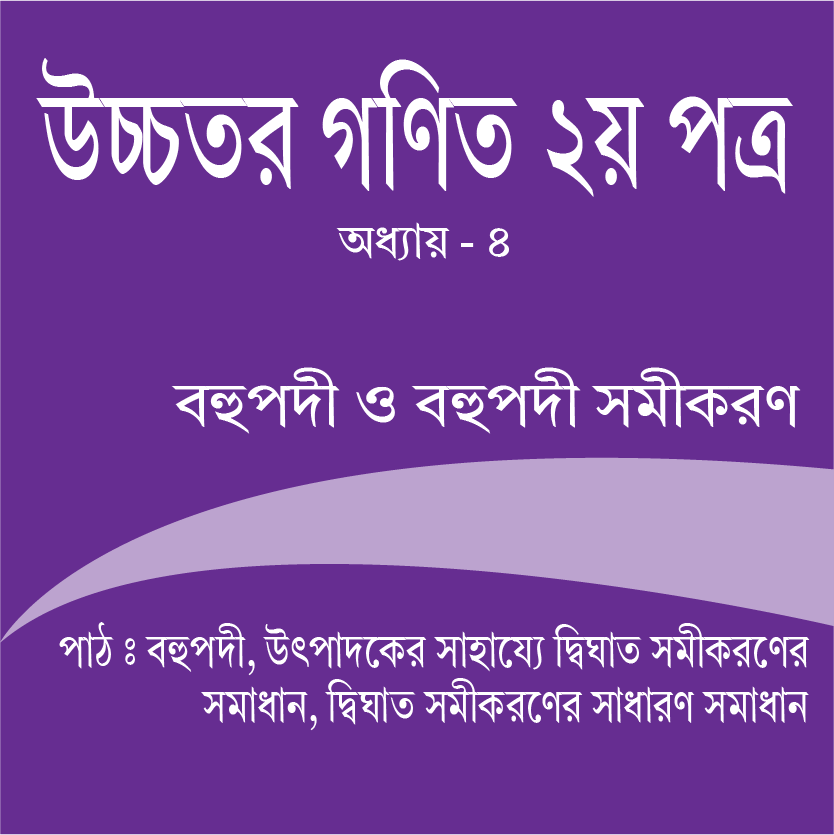 উচ্চতর গণিত ২য় পত্র
অধ্যায় - ৪
বহুপদী ও বহুপদী সমীকরণ
পাঠ ঃ বহুপদী, উৎপাদকের সাহায্যে দ্বিঘাত সমীকরণের
সমাধান, দ্বিঘাত সমীকরণের সাধারণ সমাধান